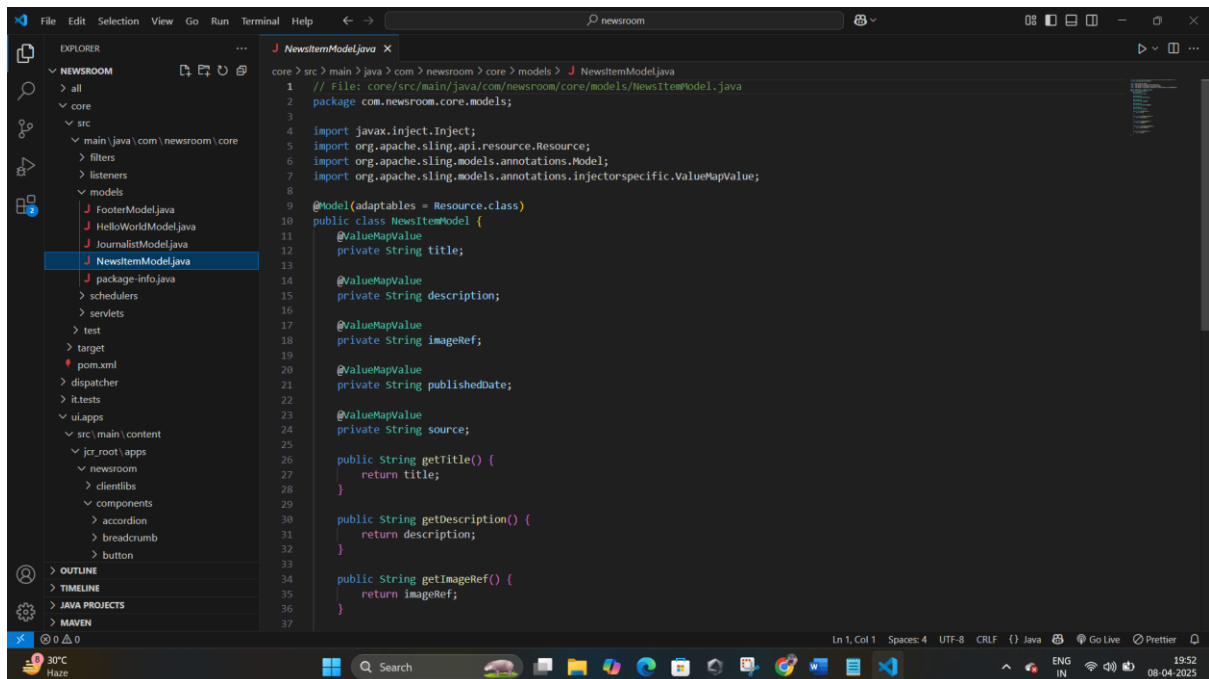 File Edit Selection View Go Run Terminal Help
newsroom
EXPLORER
NEWSROOM
all
core
src
main\java\com\newsroom\core
filters
listeners
models
FooterModel.java
HelloWorldModel.java
JournalistModel.java
NewsItemModel.java
package-info.java
schedulers
servlets
test
target
pom.xml
dispatcher
it.tests
ui.apps
src\main\content
jcr_root\apps
newsroom
clientlibs
components
accordion
breadcrumb
button
OUTLINE
TIMELINE
JAVA PROJECTS
MAVEN
2
J NewsItemModel.java
core > src > main > java > com > newsroom > core > models > J NewsItemModel.java
1 // File: core/src/main/java/com/newsroom/core/models/NewsItemModel.java
2 package com.newsroom.core.models;
3
4 import javax.inject.Inject;
5 import org.apache.sling.api.resource.Resource;
6 import org.apache.sling.models.annotations.Model;
7 import org.apache.sling.models.annotations.injectorspecific.ValueMapValue;
8
9 @Model(adaptables = Resource.class)
10 public class NewsItemModel {
11 @ValueMapValue
12 private String title;
13
14 @ValueMapValue
15 private String description;
16
17 @ValueMapValue
18 private String imageRef;
19
20 @ValueMapValue
21 private String publishedDate;
22
23 @ValueMapValue
24 private String source;
25
26 public String getTitle() {
27 return title;
28 }
29
30 public String getDescription() {
31 return description;
32 }
33
34 public String getImageRef() {
35 return imageRef;
36 }
37
0 0
Ln 1, Col 1 Spaces: 4 UTF-8 CRLF {} Java Go Live Prettier
8
30°C
Haze
Search
ENG
IN
19:52
08-04-2025